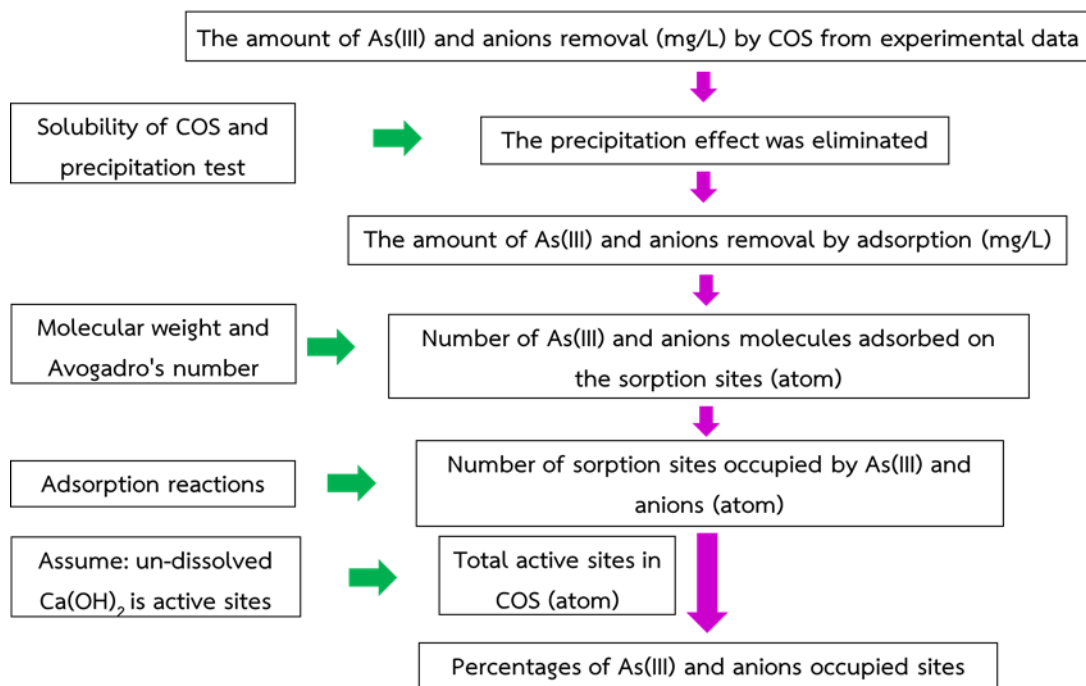 The amount of As(III) and anions removal (mg/L) by COS from experimental data
Solubility of COS and
precipitation test
The precipitation effect was eliminated
The amount of As(III) and anions removal by adsorption (mg/L)
Molecular weight and
Avogadro's number
Number of As(III) and anions molecules adsorbed on
the sorption sites (atom)
Adsorption reactions
Number of sorption sites occupied by As(III) and
anions (atom)
Assume: un-dissolved
Ca(OH)₂ is active sites
Total active sites in
COS (atom)
Percentages of As(III) and anions occupied sites